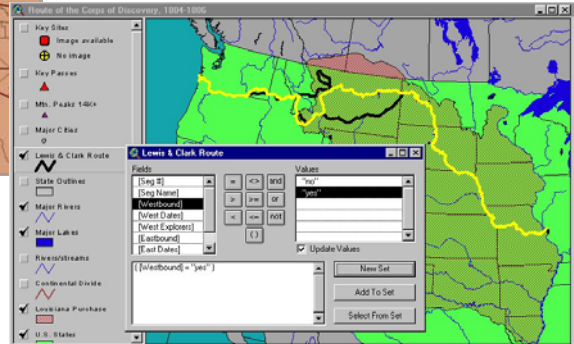 Route of the Corps of Discovery, 1804-1806
Key Sites
Image available
No image
Key Passes
Mtn. Peaks 14K+
Major Cities
Lewis & Clark Route
State Outlines
Major Rivers
Major Lakes
Rivers/streams
Continental Divide
Louisiana Purchase
U.S. States
Lewis & Clark Route
Fields
[Seg #]
[Seg Name]
[Westbound]
[West Dates]
[West Explorers]
[Eastbound]
[East Dates]
= <> and
> >= or
< <= not
( )
Values
"no"
"yes"
Update Values
( [Westbound] = "yes" )
New Set
Add To Set
Select From Set